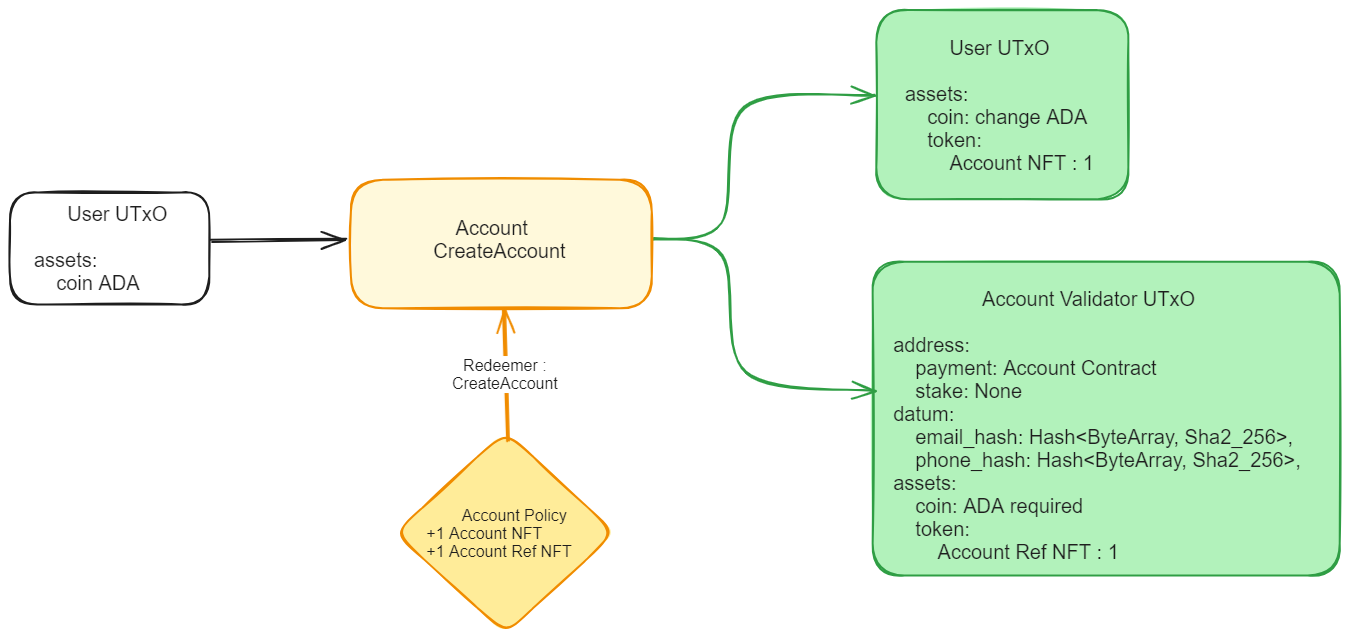 User UTxO
assets:
coin ADA
Account
CreateAccount
Redeemer :
CreateAccount
Account Policy
+1 Account NFT
+1 Account Ref NFT
User UTxO
assets:
coin: change ADA
token:
Account NFT : 1
Account Validator UTxO
address:
payment: Account Contract
stake: None
datum:
email_hash: Hash<ByteArray, Sha2_256>,
phone_hash: Hash<ByteArray, Sha2_256>,
assets:
coin: ADA required
token:
Account Ref NFT : 1